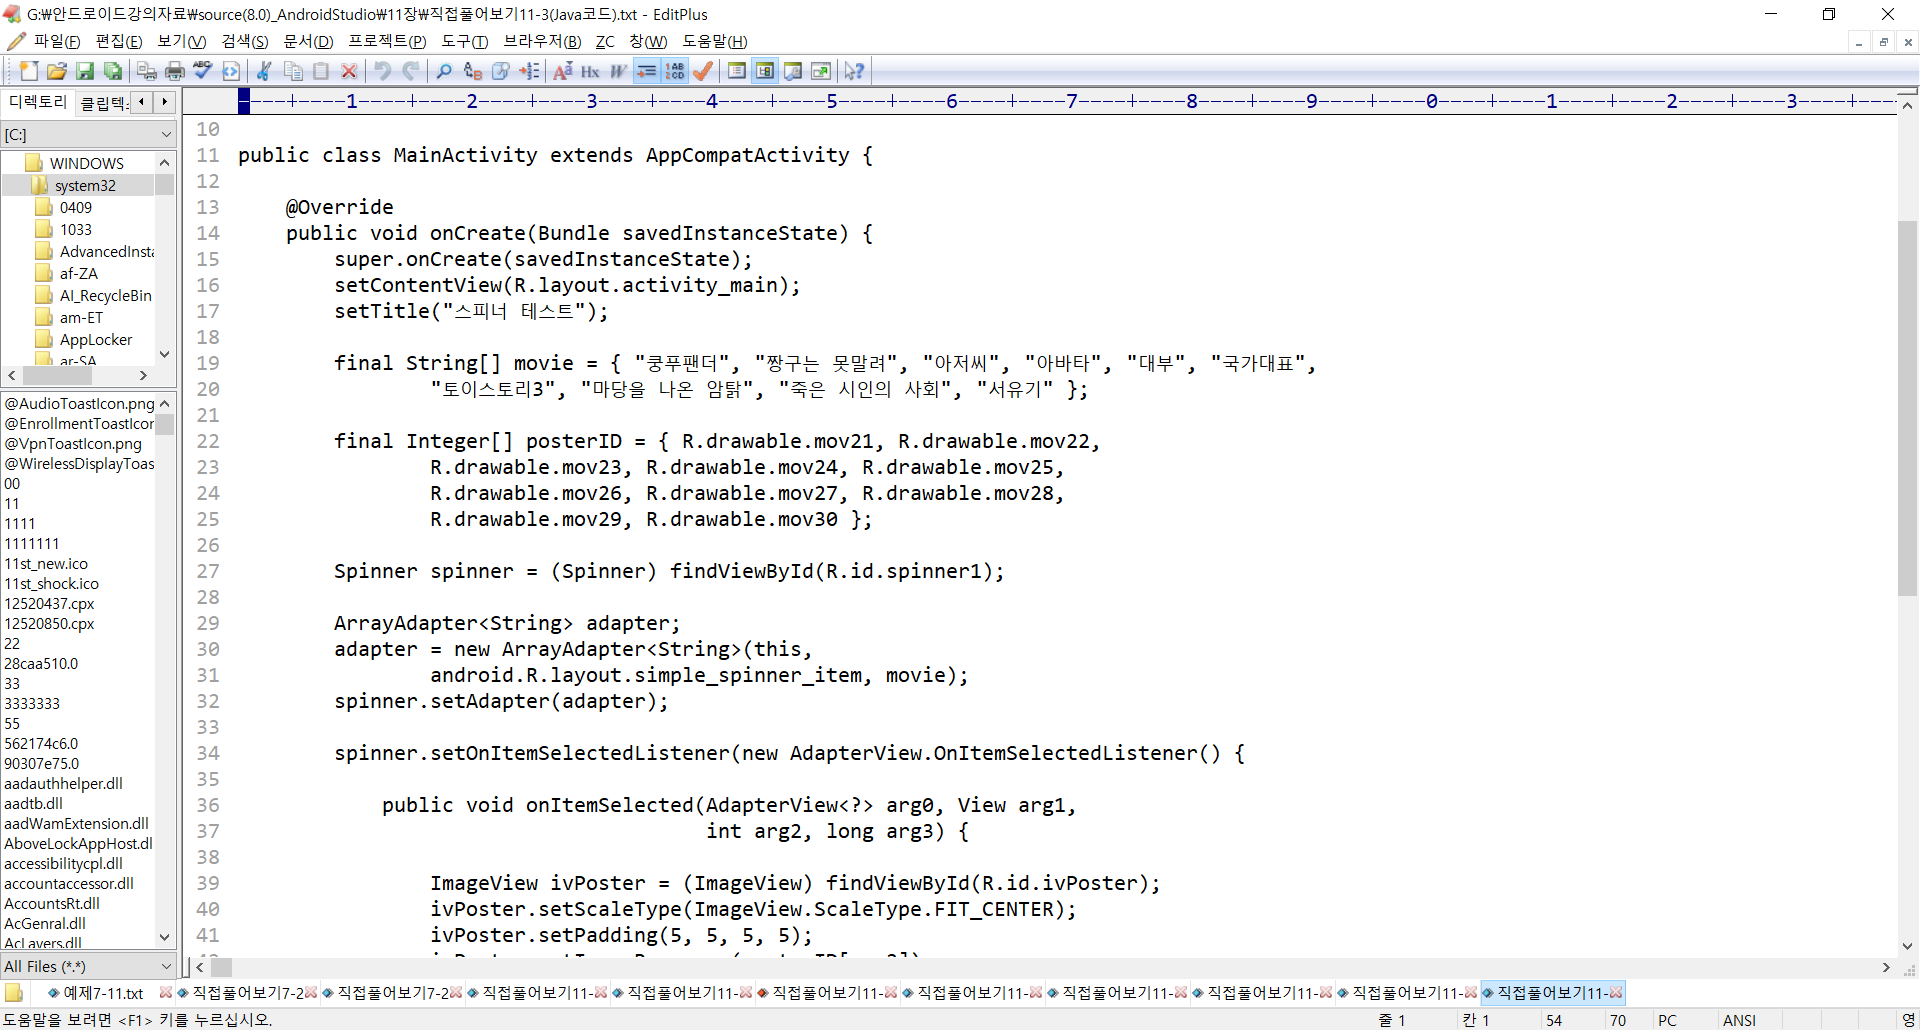 G:₩안드로이드강의자료₩source(8.0)_AndroidStudio₩11장₩직접풀어보기11-3(Java코드).txt - EditPlus
파일(F) 편집(E) 보기(V) 검색(S) 문서(D) 프로젝트(P) 도구(T) 브라우저(B) ZC 창(W) 도움말(H)
디렉토리 클립텍
[C:]
WINDOWS
system32
0409
1033
AdvancedInsta
af-ZA
AI_RecycleBin
am-ET
AppLocker
ar-SA
@AudioToastIcon.png
@EnrollmentToastIcor
@VpnToastIcon.png
@WirelessDisplayToas
00
11
1111
1111111
11st_new.ico
11st_shock.ico
12520437.cpx
12520850.cpx
22
28caa510.0
33
3333333
55
562174c6.0
90307e75.0
aadauthhelper.dll
aadtb.dll
aadWamExtension.dll
AboveLockAppHost.dl
accessibilitycpl.dll
accountaccessor.dll
AccountsRt.dll
AcGenral.dll
AcLayers.dll
All Files (*.*)
----+----1----+----2----+----3----+----4----+----5----+----6----+----7----+----8----+----9----+----0----+----1----+----2----+----3----+----
10
11 public class MainActivity extends AppCompatActivity {
12
13 @Override
14 public void onCreate(Bundle savedInstanceState) {
15 super.onCreate(savedInstanceState);
16 setContentView(R.layout.activity_main);
17 setTitle("스피너 테스트");
18
19 final String[] movie = { "쿵푸팬더", "짱구는 못말려", "아저씨", "아바타", "대부", "국가대표",
20 "토이스토리3", "마당을 나온 암탉", "죽은 시인의 사회", "서유기" };
21
22 final Integer[] posterID = { R.drawable.mov21, R.drawable.mov22,
23 R.drawable.mov23, R.drawable.mov24, R.drawable.mov25,
24 R.drawable.mov26, R.drawable.mov27, R.drawable.mov28,
25 R.drawable.mov29, R.drawable.mov30 };
26
27 Spinner spinner = (Spinner) findViewById(R.id.spinner1);
28
29 ArrayAdapter<String> adapter;
30 adapter = new ArrayAdapter<String>(this,
31 android.R.layout.simple_spinner_item, movie);
32 spinner.setAdapter(adapter);
33
34 spinner.setOnItemSelectedListener(new AdapterView.OnItemSelectedListener() {
35
36 public void onItemSelected(AdapterView<?> arg0, View arg1,
37 int arg2, long arg3) {
38
39 ImageView ivPoster = (ImageView) findViewById(R.id.ivPoster);
40 ivPoster.setScaleType(ImageView.ScaleType.FIT_CENTER);
41 ivPoster.setPadding(5, 5, 5, 5);
예제7-11.txt 직접풀어보기7-2 직접풀어보기7-2 직접풀어보기11- 직접풀어보기11- 직접풀어보기11- 직접풀어보기11- 직접풀어보기11- 직접풀어보기11- 직접풀어보기11- 직접풀어보기11-
도움말을 보려면 <F1> 키를 누르십시오. 줄 1 칸 1 54 70 PC ANSI 영